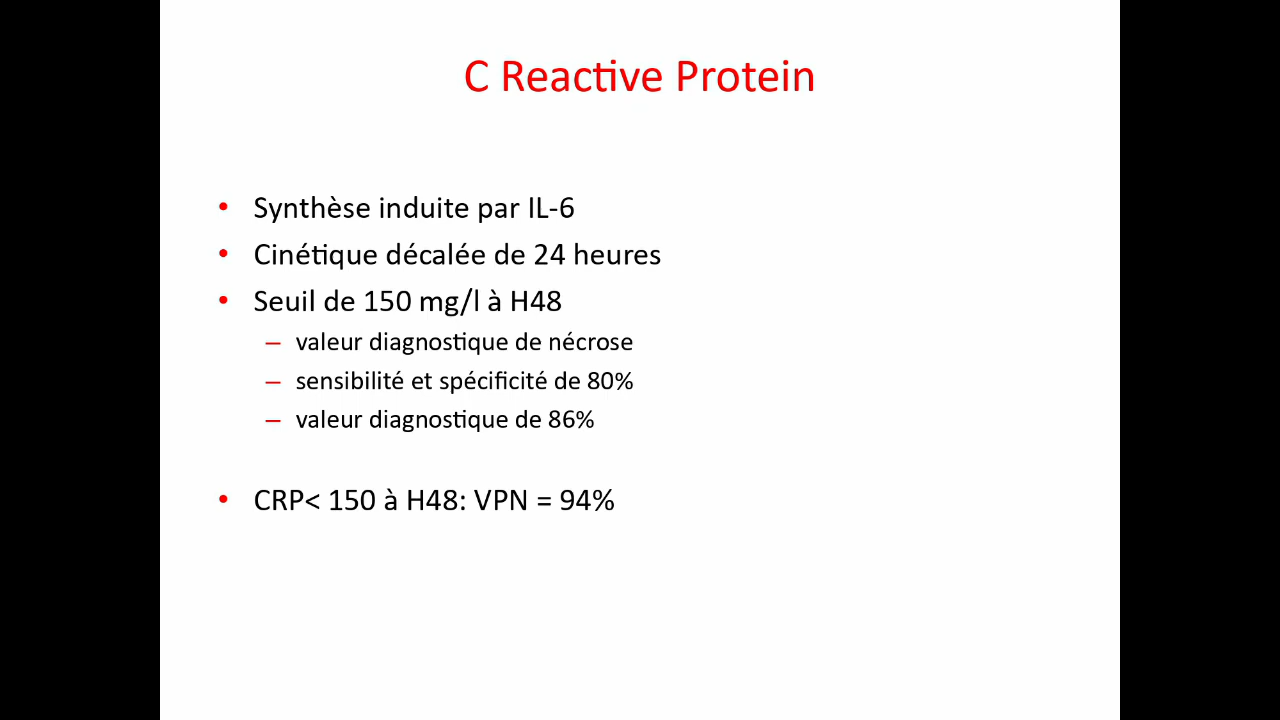 C Reactive Protein
• Synthèse induite par IL-6
• Cinétique décalée de 24 heures
• Seuil de 150 mg/l à H48
– valeur diagnostique de nécrose
– sensibilité et spécificité de 80%
– valeur diagnostique de 86%
• CRP< 150 à H48: VPN = 94%